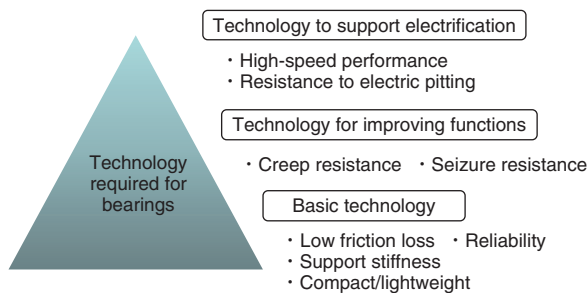 Technology to support electrification
・High-speed performance
・Resistance to electric pitting
Technology for improving functions
・Creep resistance ・Seizure resistance
Technology
required for
bearings
Basic technology
・Low friction loss ・Reliability
・Support stiffness
・Compact/lightweight